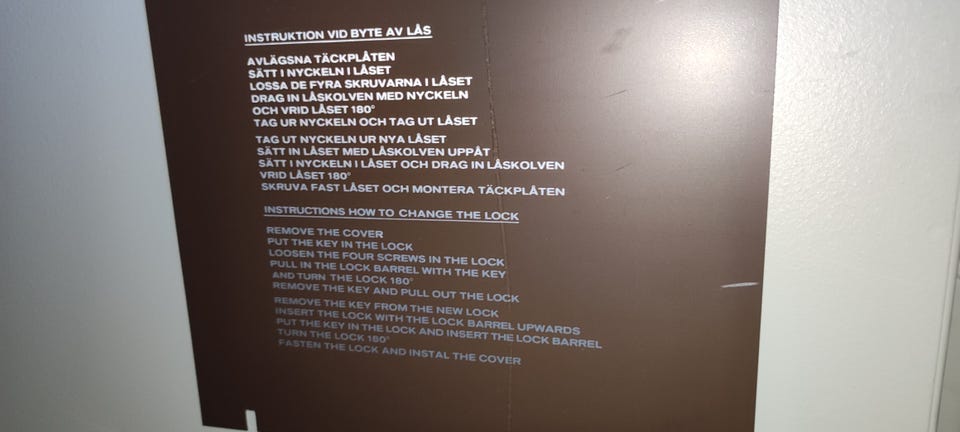 INSTRUKTION VID BYTE AV LÅS
AVLÄGSNA TÄCKPLÅTEN
SÄTT I NYCKELN I LÅSET
LOSSA DE FYRA SKRUVARNA I LÅSET
DRAG IN LÅSKOLVEN MED NYCKELN
OCH VRID LÅSET 180°
TAG UR NYCKELN OCH TAG UT LÅSET
TAG UT NYCKELN UR NYA LÅSET
SÄTT IN LÅSET MED LÅSKOLVEN UPPÅT
SÄTT I NYCKELN I LÅSET OCH DRAG IN LÅSKOLVEN
VRID LÅSET 180°
SKRUVA FAST LÅSET OCH MONTERA TÄCKPLÅTEN
INSTRUCTIONS HOW TO CHANGE THE LOCK
REMOVE THE COVER
PUT THE KEY IN THE LOCK
LOOSEN THE FOUR SCREWS IN THE LOCK
PULL IN THE LOCK BARREL WITH THE KEY
AND TURN THE LOCK 180°
REMOVE THE KEY AND PULL OUT THE LOCK
REMOVE THE KEY FROM THE NEW LOCK
INSERT THE LOCK WITH THE LOCK BARREL UPWARDS
PUT THE KEY IN THE LOCK AND INSERT THE LOCK BARREL
TURN THE LOCK 180°
FASTEN THE LOCK AND INSTAL THE COVER